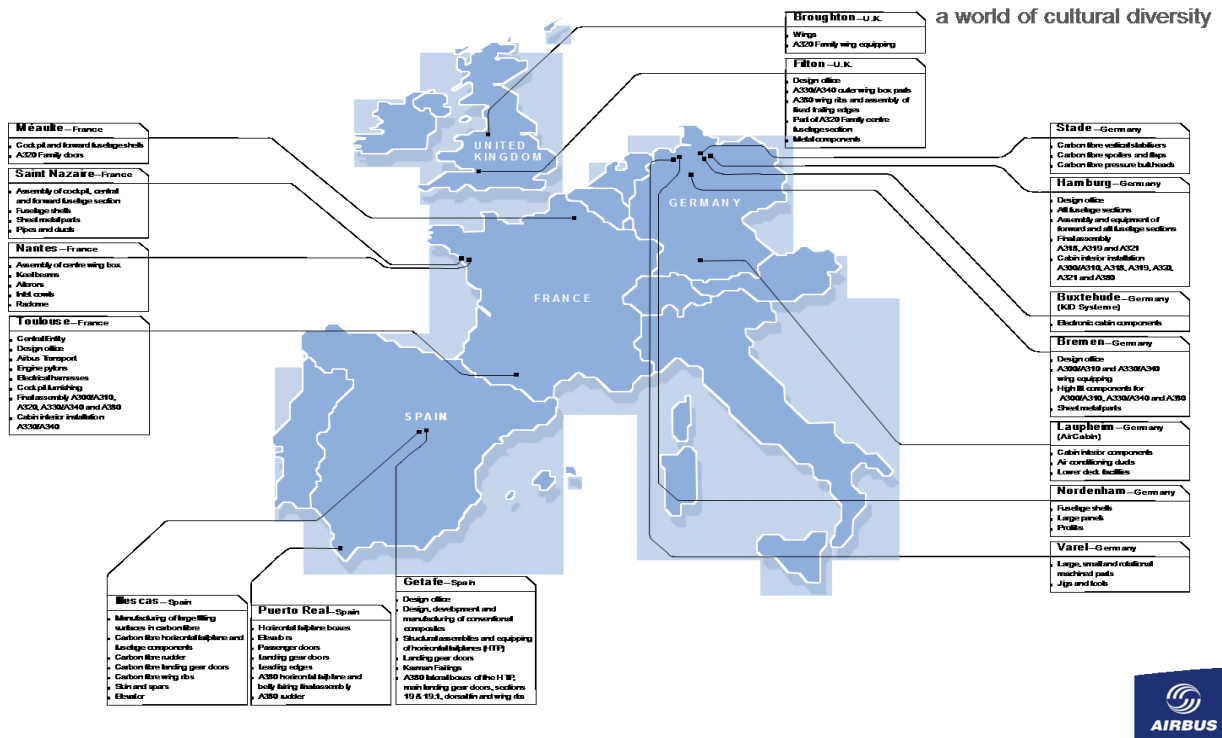 a world of cultural diversity
Broughton – U.K.
Wings
A320 Family wing equipping
Filton – U.K.
Design office
A330/A340 outer wing box parts
A380 wing ribs and assembly of
fixed trailing edges
Part of A320 Family centre
fuselage section
Metal components
Méaulte – France
Cockpit and forward fuselage shells
A320 Family doors
Saint Nazaire – France
Assembly of cockpit, central
and forward fuselage section
Fuselage shells
Sheet metal parts
Pipes and ducts
Nantes – France
Assembly of centre wing box
Keel beams
Ailerons
Inlet cowls
Radome
Toulouse – France
Central Entity
Design office
Airbus Transport
Engine pylons
Electrical harnesses
Cockpit furnishing
Final assembly A300/A310,
A320, A330/A340 and A380
Cabin interior installation
A330/A340
UNITED
KINGDOM
GERMANY
FRANCE
SPAIN
Stade – Germany
Carbon fibre vertical stabilisers
Carbon fibre spoilers and flaps
Carbon fibre pressure bulkheads
Hamburg – Germany
Design office
All fuselage sections
Assembly and equipment of
forward and aft fuselage sections
Final assembly
A318, A319 and A321
Cabin interior installation
A300/A310, A318, A319, A320,
A321 and A380
Buxtehude – Germany
(KID Systeme)
Electronic cabin components
Bremen – Germany
Design office
A300/A310 and A330/A340
wing equipping
High lift components for
A300/A310, A330/A340 and A380
Sheet metal parts
Laupheim – Germany
(AirCabin)
Cabin interior components
Air conditioning ducts
Lower deck facilities
Nordenham – Germany
Fuselage shells
Large panels
Profiles
Varel – Germany
Large, small and rotational
machined parts
Jigs and tools
Illescas – Spain
Manufacturing of large lifting
surfaces in carbon fibre
Carbon fibre horizontal tailplane and
fuselage components
Carbon fibre rudder
Carbon fibre landing gear doors
Carbon fibre wing ribs
Skin and spars
Elevator
Puerto Real – Spain
Horizontal tailplane boxes
Elevators
Passenger doors
Landing gear doors
Leading edges
A380 horizontal tailplane and
belly fairing final assembly
A380 rudder
Getafe – Spain
Design office
Design, development and
manufacturing of conventional
composites
Structural assemblies and equipping
of horizontal tailplanes (HTP)
Landing gear doors
Karman Fairings
A380 lateral boxes of the HTP,
main landing gear doors, sections
19 & 19.1, dorsal fin and wing ribs
AIRBUS